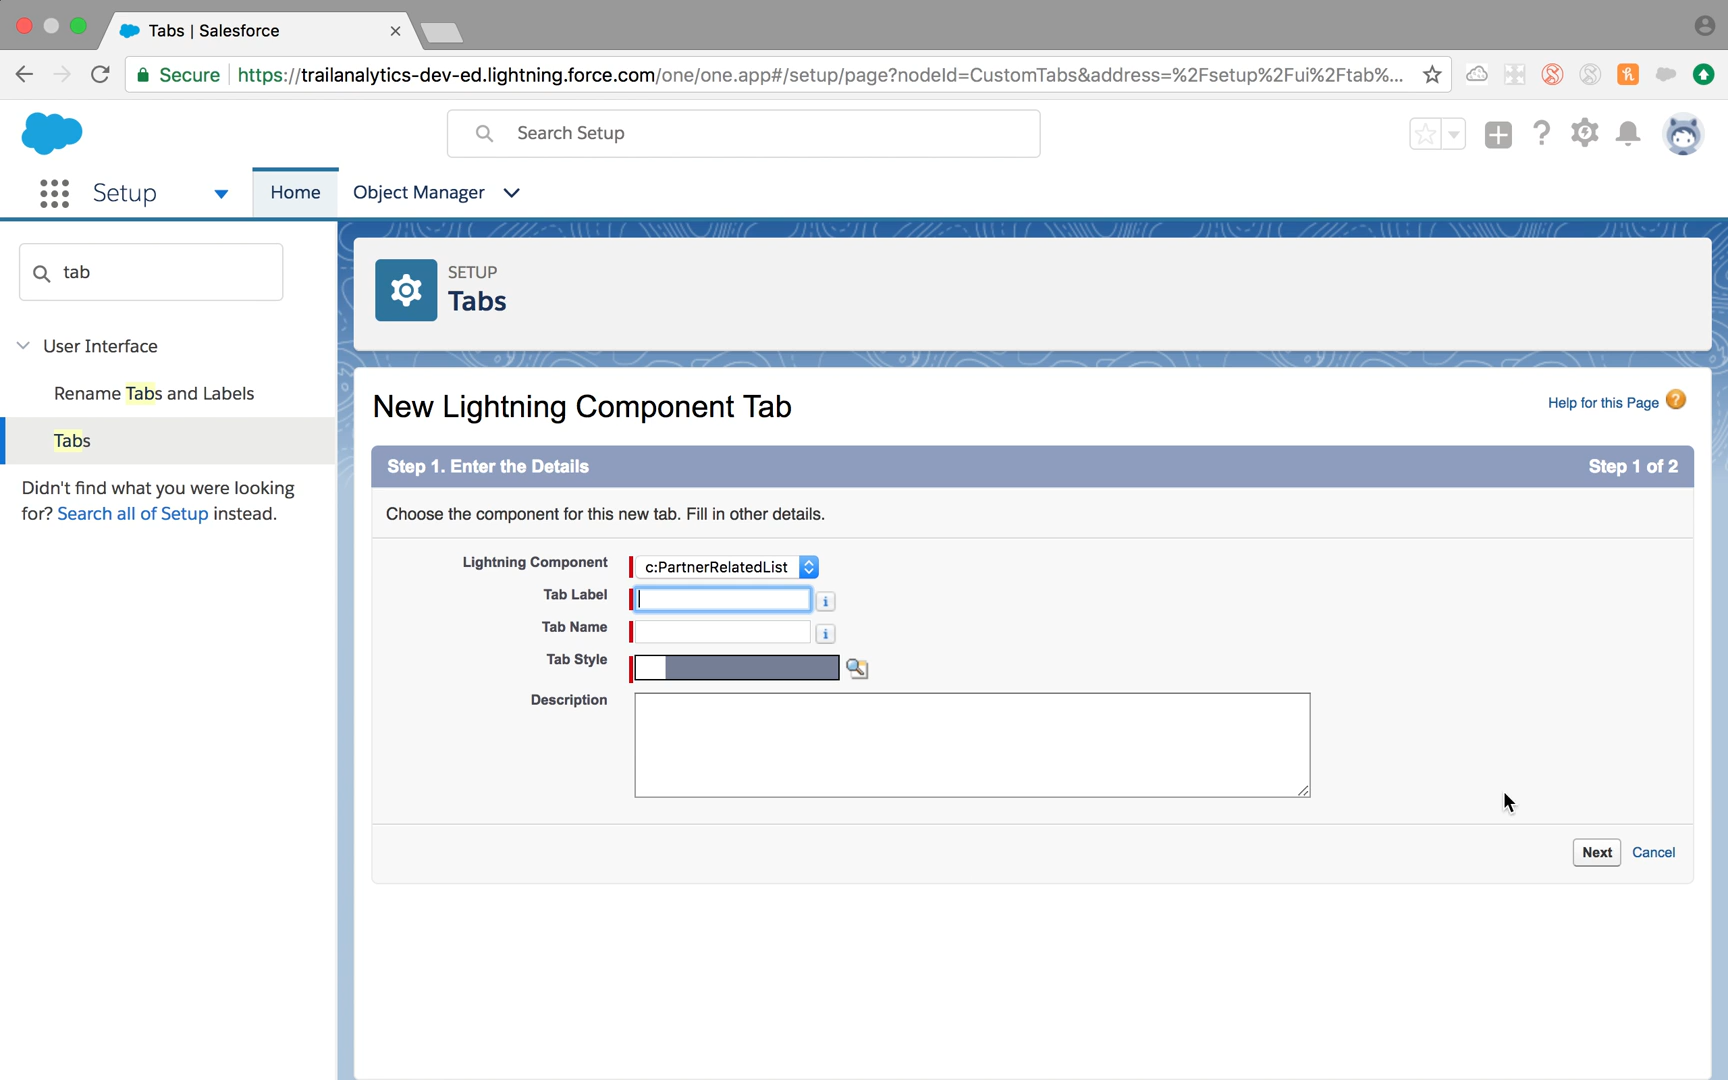 Tabs | Salesforce
Secure https://trailanalytics-dev-ed.lightning.force.com/one/one.app#/setup/page?nodeId=CustomTabs&address=%2Fsetup%2Fui%2Ftab%...
Search Setup
Setup Home Object Manager
tab
User Interface
Rename Tabs and Labels
Tabs
Didn't find what you were looking
for? Search all of Setup instead.
SETUP
Tabs
New Lightning Component Tab
Help for this Page
Step 1. Enter the Details
Step 1 of 2
Choose the component for this new tab. Fill in other details.
Lightning Component c:PartnerRelatedList
Tab Label
Tab Name
Tab Style
Description
Next Cancel